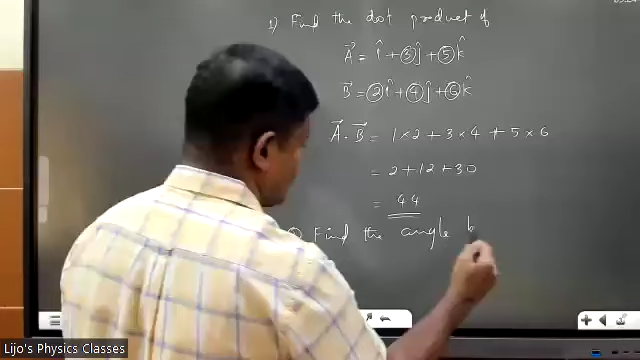 1) Find the dot product of
A⃗ = î + 3ĵ + 5k̂
B⃗ = 2î + 4ĵ + 6k̂
A⃗ . B⃗ = 1×2 + 3×4 + 5×6
= 2+12+30
= 44
Find the angle b
Lijo's Physics Classes